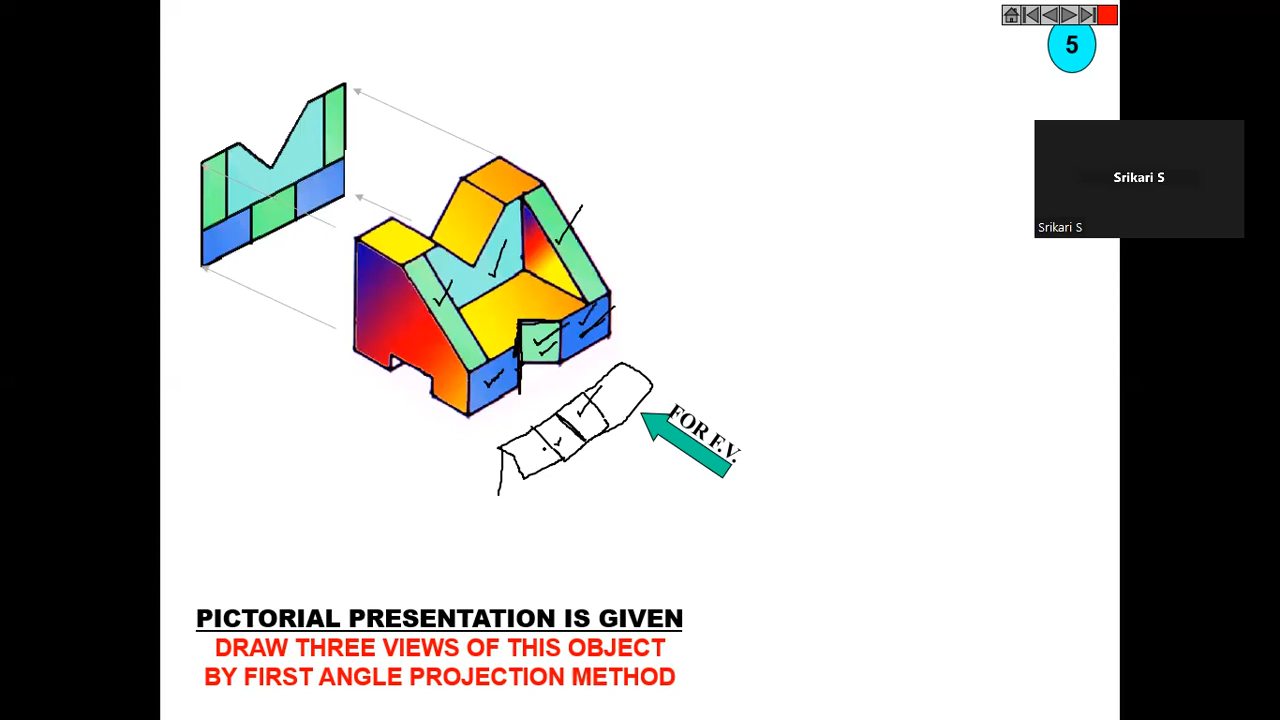 5
Srikari S
Srikari S
FOR F.V.
PICTORIAL PRESENTATION IS GIVEN
DRAW THREE VIEWS OF THIS OBJECT
BY FIRST ANGLE PROJECTION METHOD